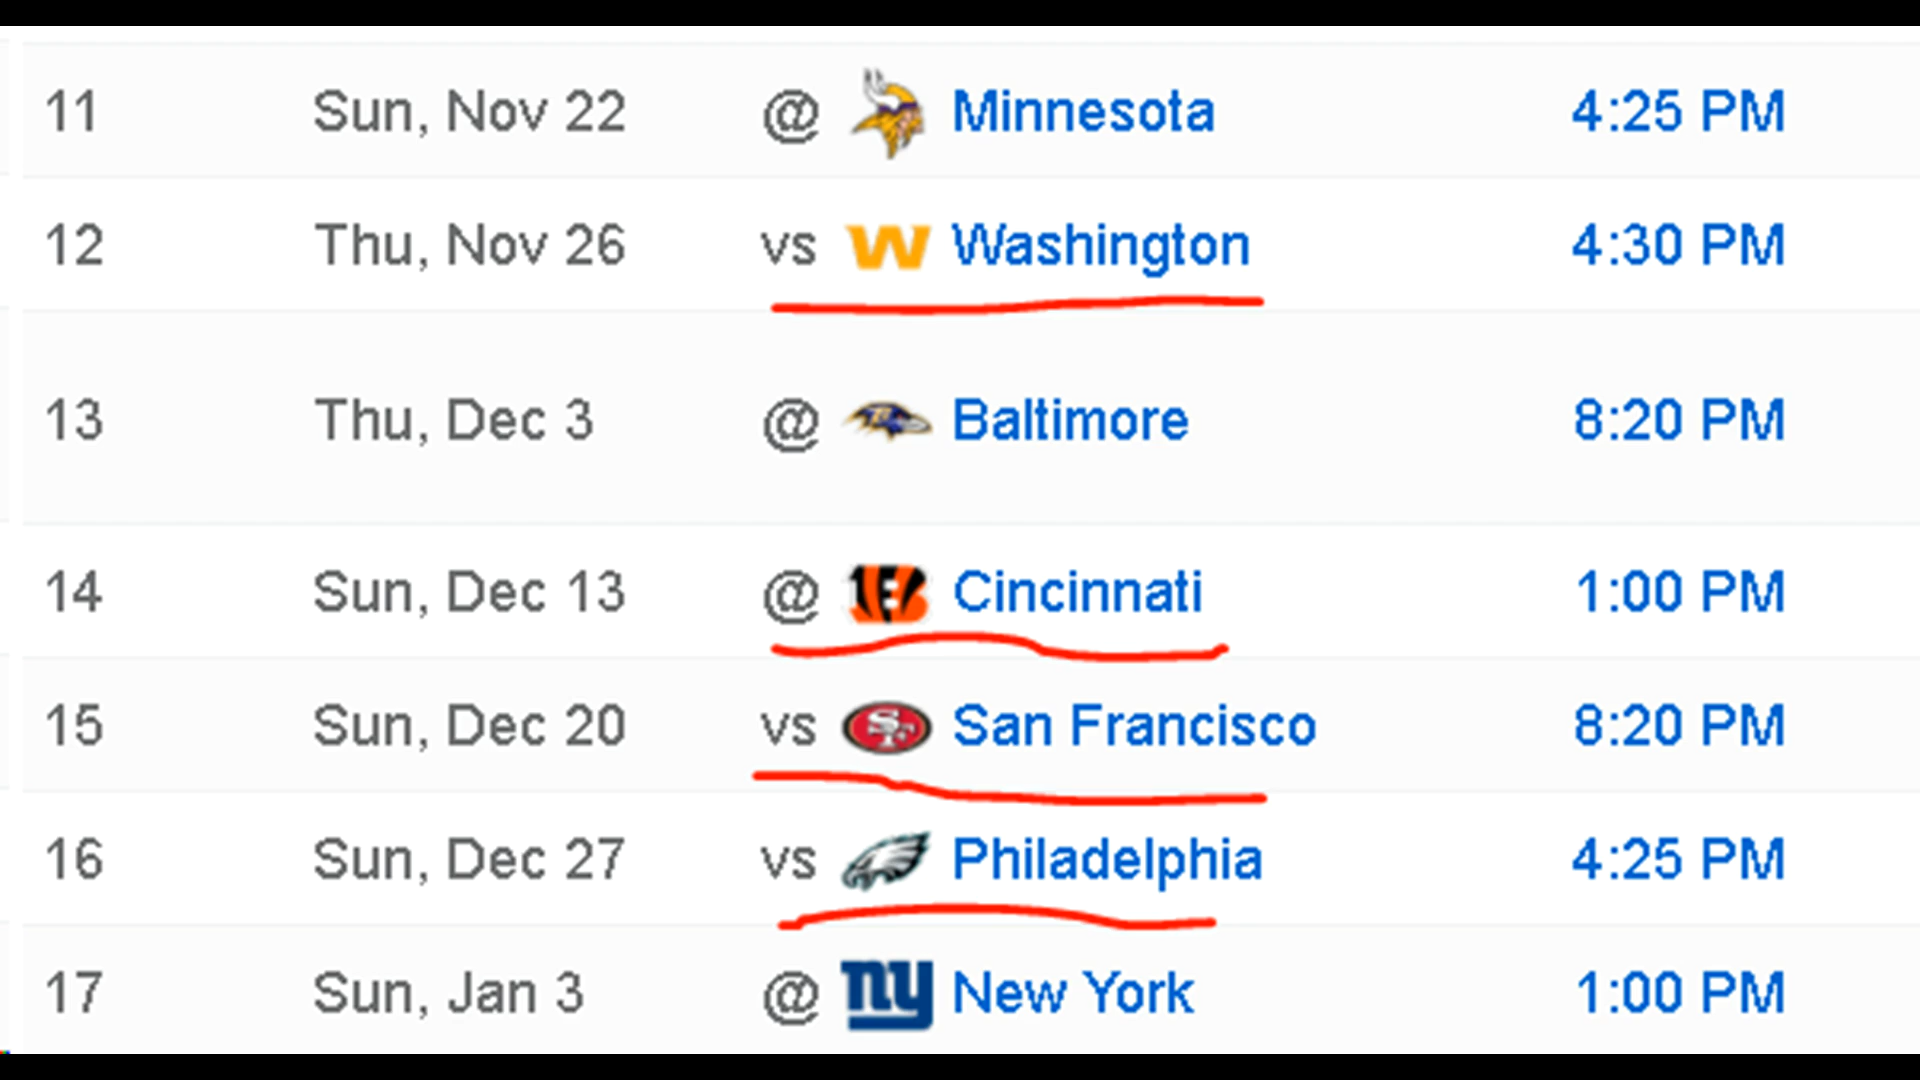 11 Sun, Nov 22 @ Minnesota 4:25 PM
12 Thu, Nov 26 vs W Washington 4:30 PM
13 Thu, Dec 3 @ Baltimore 8:20 PM
14 Sun, Dec 13 @ B Cincinnati 1:00 PM
15 Sun, Dec 20 vs SF San Francisco 8:20 PM
16 Sun, Dec 27 vs Philadelphia 4:25 PM
17 Sun, Jan 3 @ ny New York 1:00 PM